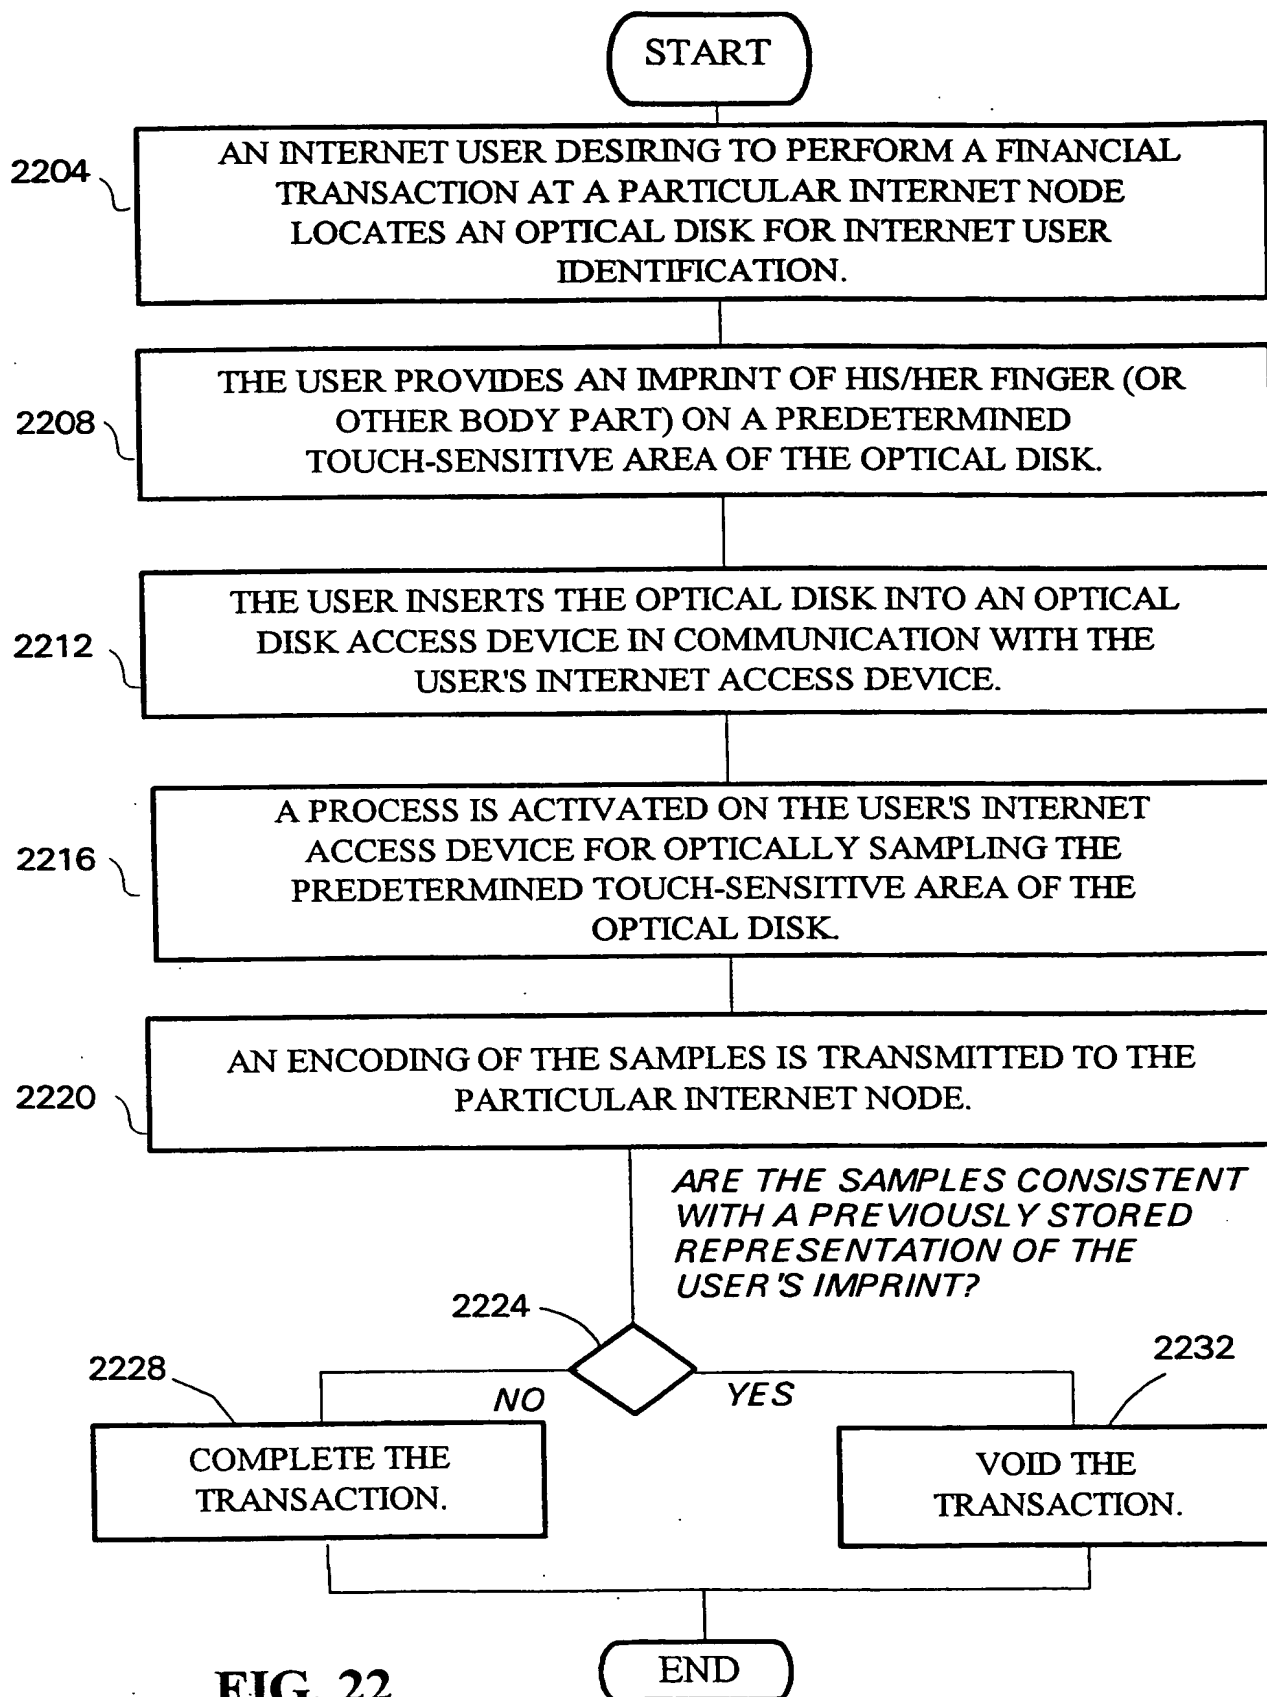 START
2204
AN INTERNET USER DESIRING TO PERFORM A FINANCIAL
TRANSACTION AT A PARTICULAR INTERNET NODE
LOCATES AN OPTICAL DISK FOR INTERNET USER
IDENTIFICATION.
2208
THE USER PROVIDES AN IMPRINT OF HIS/HER FINGER (OR
OTHER BODY PART) ON A PREDETERMINED
TOUCH-SENSITIVE AREA OF THE OPTICAL DISK.
2212
THE USER INSERTS THE OPTICAL DISK INTO AN OPTICAL
DISK ACCESS DEVICE IN COMMUNICATION WITH THE
USER'S INTERNET ACCESS DEVICE.
2216
A PROCESS IS ACTIVATED ON THE USER'S INTERNET
ACCESS DEVICE FOR OPTICALLY SAMPLING THE
PREDETERMINED TOUCH-SENSITIVE AREA OF THE
OPTICAL DISK.
2220
AN ENCODING OF THE SAMPLES IS TRANSMITTED TO THE
PARTICULAR INTERNET NODE.
ARE THE SAMPLES CONSISTENT
WITH A PREVIOUSLY STORED
REPRESENTATION OF THE
USER'S IMPRINT?
2224
NO
YES
2228
COMPLETE THE
TRANSACTION.
2232
VOID THE
TRANSACTION.
END
FIG. 22